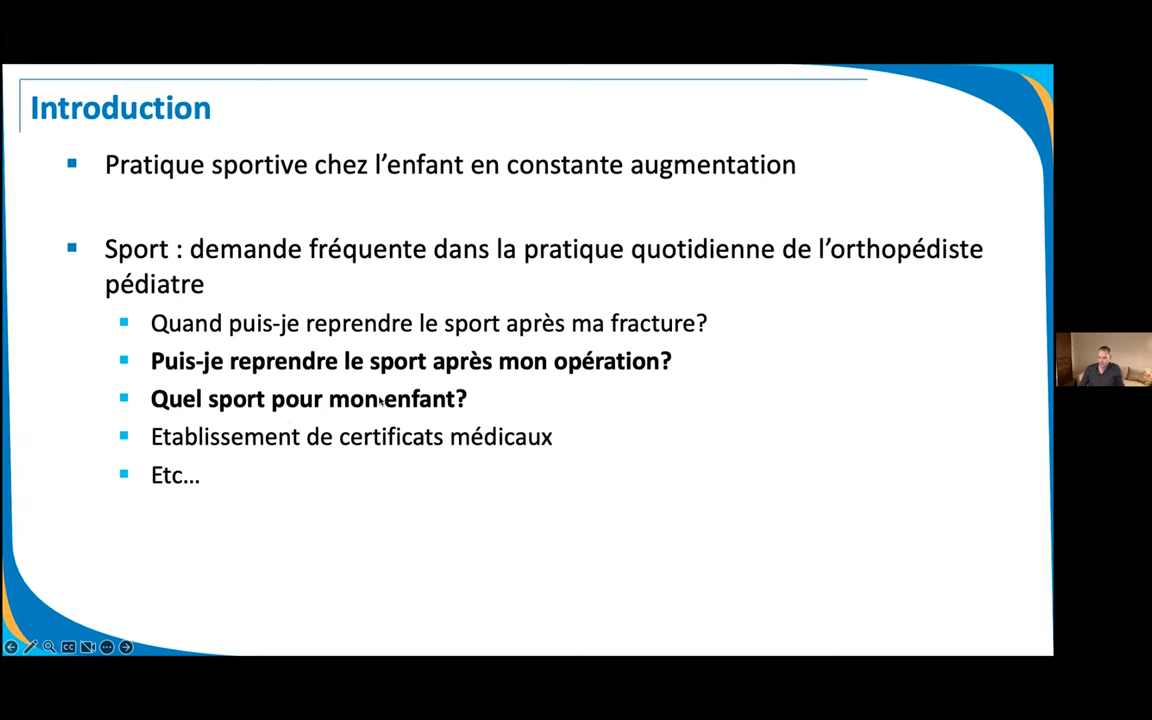 Introduction
Pratique sportive chez l’enfant en constante augmentation
Sport : demande fréquente dans la pratique quotidienne de l’orthopédiste
pédiatre
Quand puis-je reprendre le sport après ma fracture?
Puis-je reprendre le sport après mon opération?
Quel sport pour mon enfant?
Etablissement de certificats médicaux
Etc...
CC